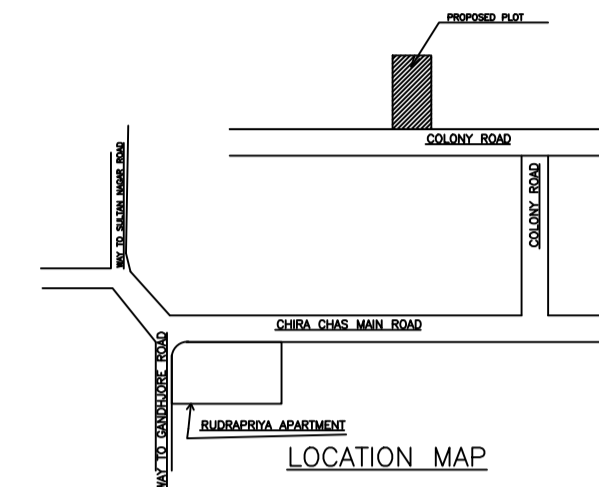 PROPOSED PLOT
COLONY ROAD
WAY TO SULTAN NAGAR ROAD
COLONY ROAD
CHIRA CHAS MAIN ROAD
WAY TO GANDHJORE ROAD
RUDRAPRIYA APARTMENT
LOCATION MAP